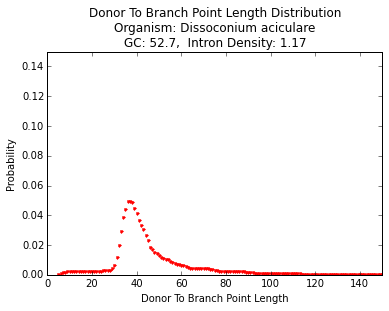 Donor To Branch Point Length Distribution
Organism: Dissoconium aciculare
GC: 52.7,  Intron Density: 1.17
0.14
0.12
0.10
0.08
0.06
0.04
0.02
0.00
Probability
0 20 40 60 80 100 120 140
Donor To Branch Point Length